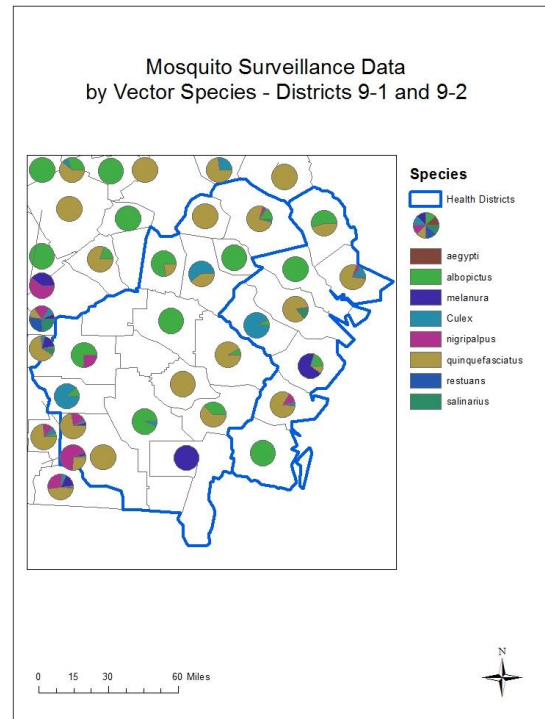 Mosquito Surveillance Data
by Vector Species - Districts 9-1 and 9-2
Species
Health Districts
aegypti
albopictus
melanura
Culex
nigripalpus
quinquefasciatus
restuans
salinarius
0 15 30 60 Miles
N